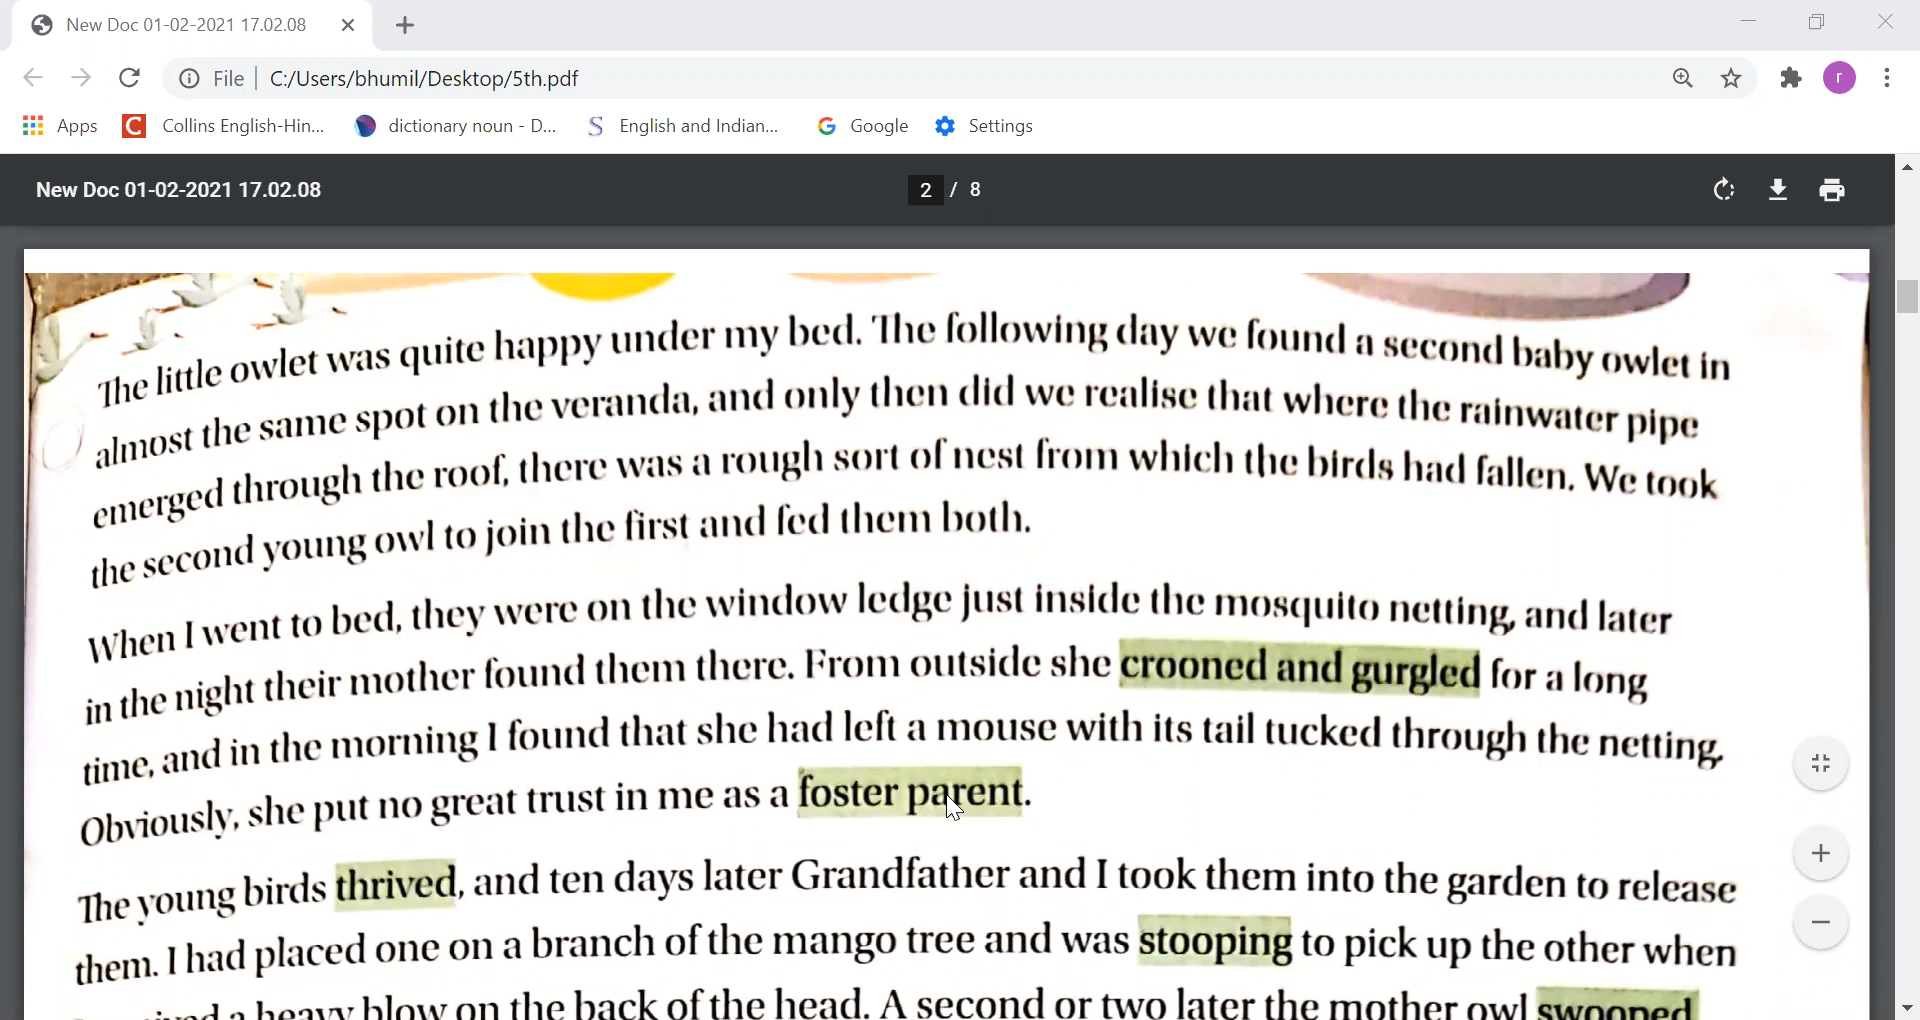 New Doc 01-02-2021 17.02.08
File | C:/Users/bhumil/Desktop/5th.pdf
r
Apps Collins English-Hin... dictionary noun - D... English and Indian... Google Settings
New Doc 01-02-2021 17.02.08 2 / 8
The little owlet was quite happy under my bed. The following day we found a second baby owlet in
almost the same spot on the veranda, and only then did we realise that where the rainwater pipe
emerged through the roof, there was a rough sort of nest from which the birds had fallen. We took
the second young owl to join the first and fed them both.
When I went to bed, they were on the window ledge just inside the mosquito netting, and later
in the night their mother found them there. From outside she crooned and gurgled for a long
time, and in the morning I found that she had left a mouse with its tail tucked through the netting.
Obviously, she put no great trust in me as a foster parent.
The young birds thrived, and ten days later Grandfather and I took them into the garden to release
them. I had placed one on a branch of the mango tree and was stooping to pick up the other when
a heavy blow on the back of the head. A second or two later the mother owl swooped